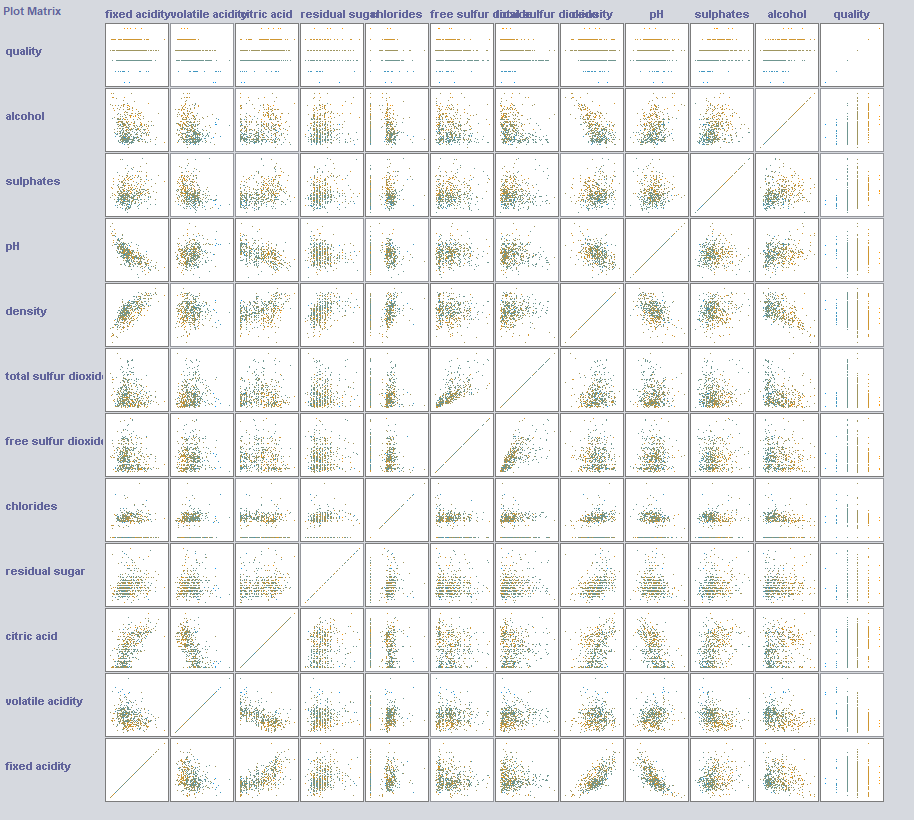 Plot Matrix
fixed acidity volatile acidity citric acid residual sugar chlorides free sulfur dioxide total sulfur dioxide density pH sulphates alcohol quality
quality
alcohol
sulphates
pH
density
total sulfur dioxide
free sulfur dioxide
chlorides
residual sugar
citric acid
volatile acidity
fixed acidity